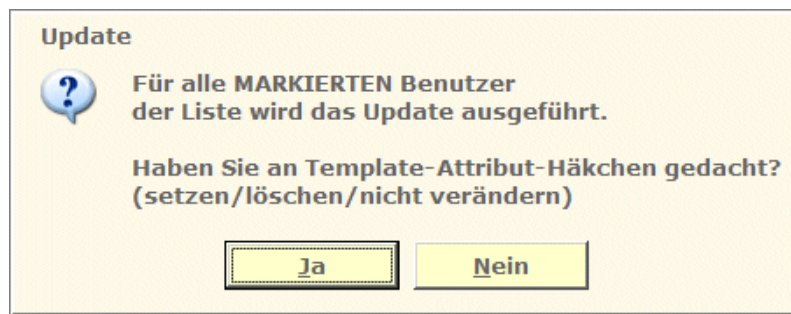 Update
Für alle MARKIERTEN Benutzer
der Liste wird das Update ausgeführt.
Haben Sie an Template-Attribut-Häkchen gedacht?
(setzen/löschen/nicht verändern)
Ja
Nein